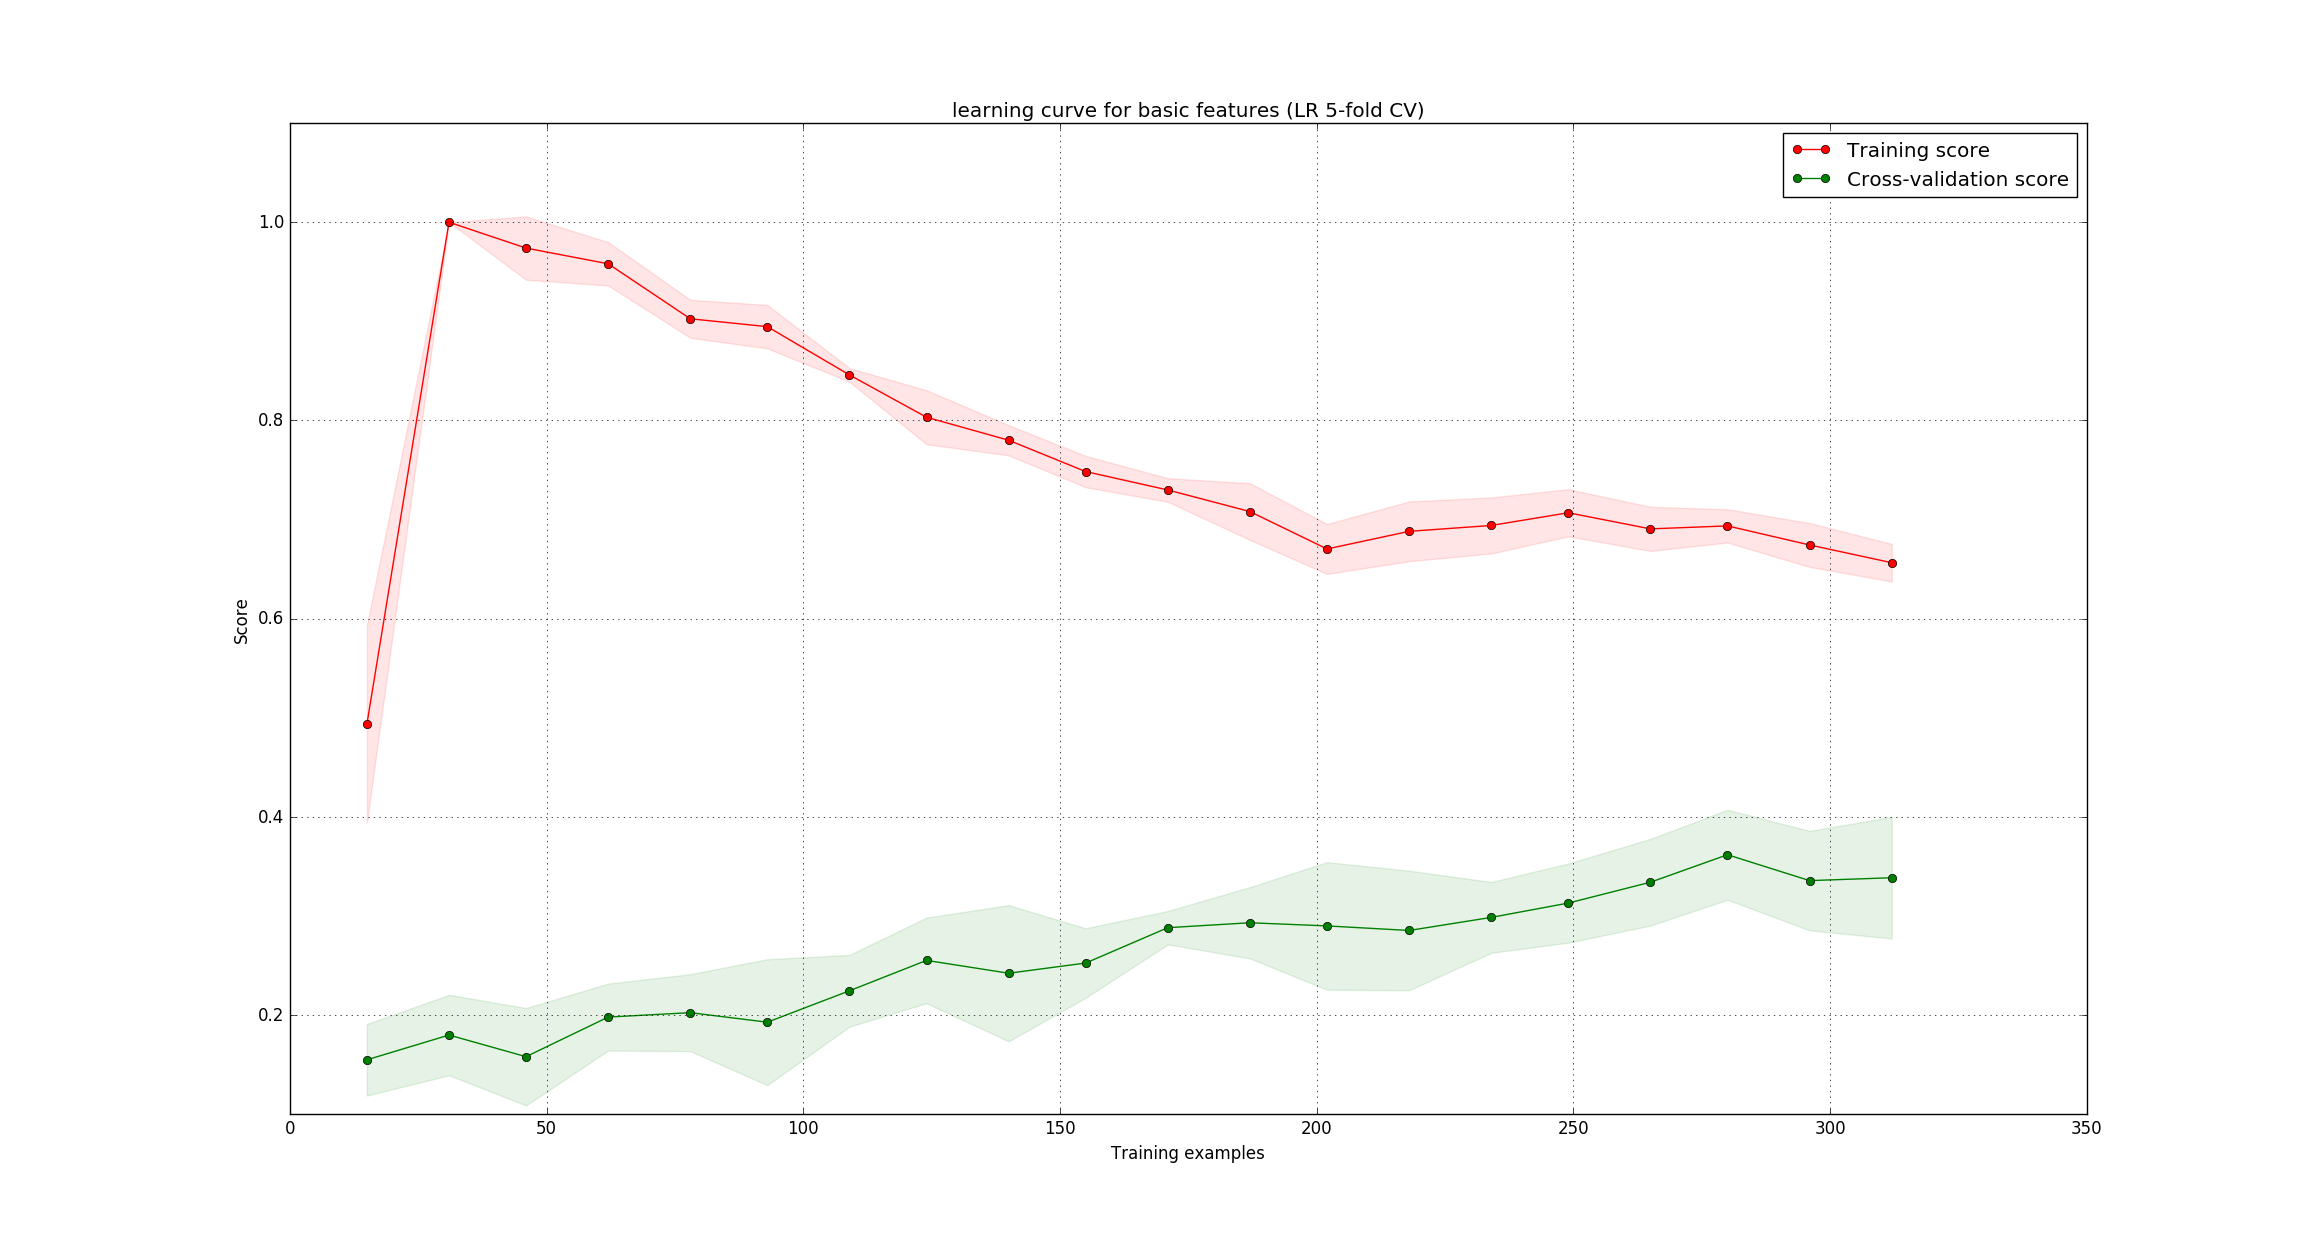 learning curve for basic features (LR 5-fold CV)
Training score
Cross-validation score
1.0
0.8
0.6
0.4
0.2
Score
0 50 100 150 200 250 300 350
Training examples